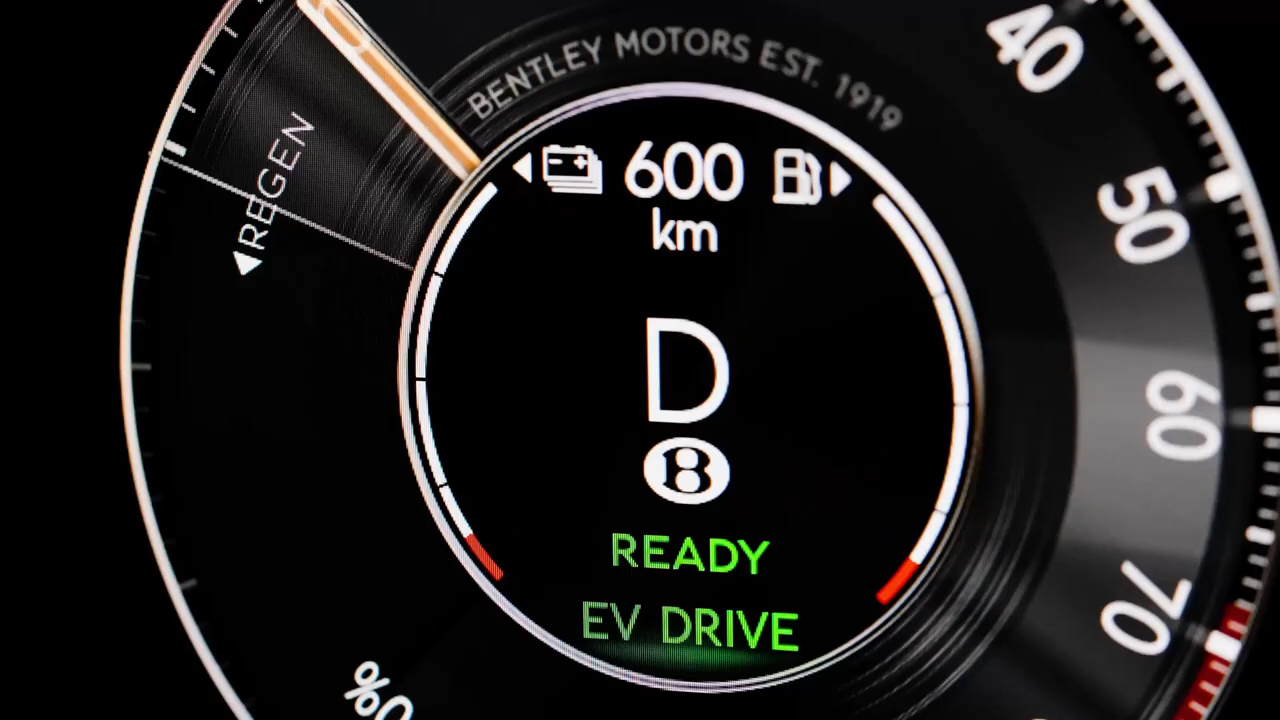 BENTLEY MOTORS EST. 1919
600
km
D
B
READY
EV DRIVE
REGEN
40
50
60
70